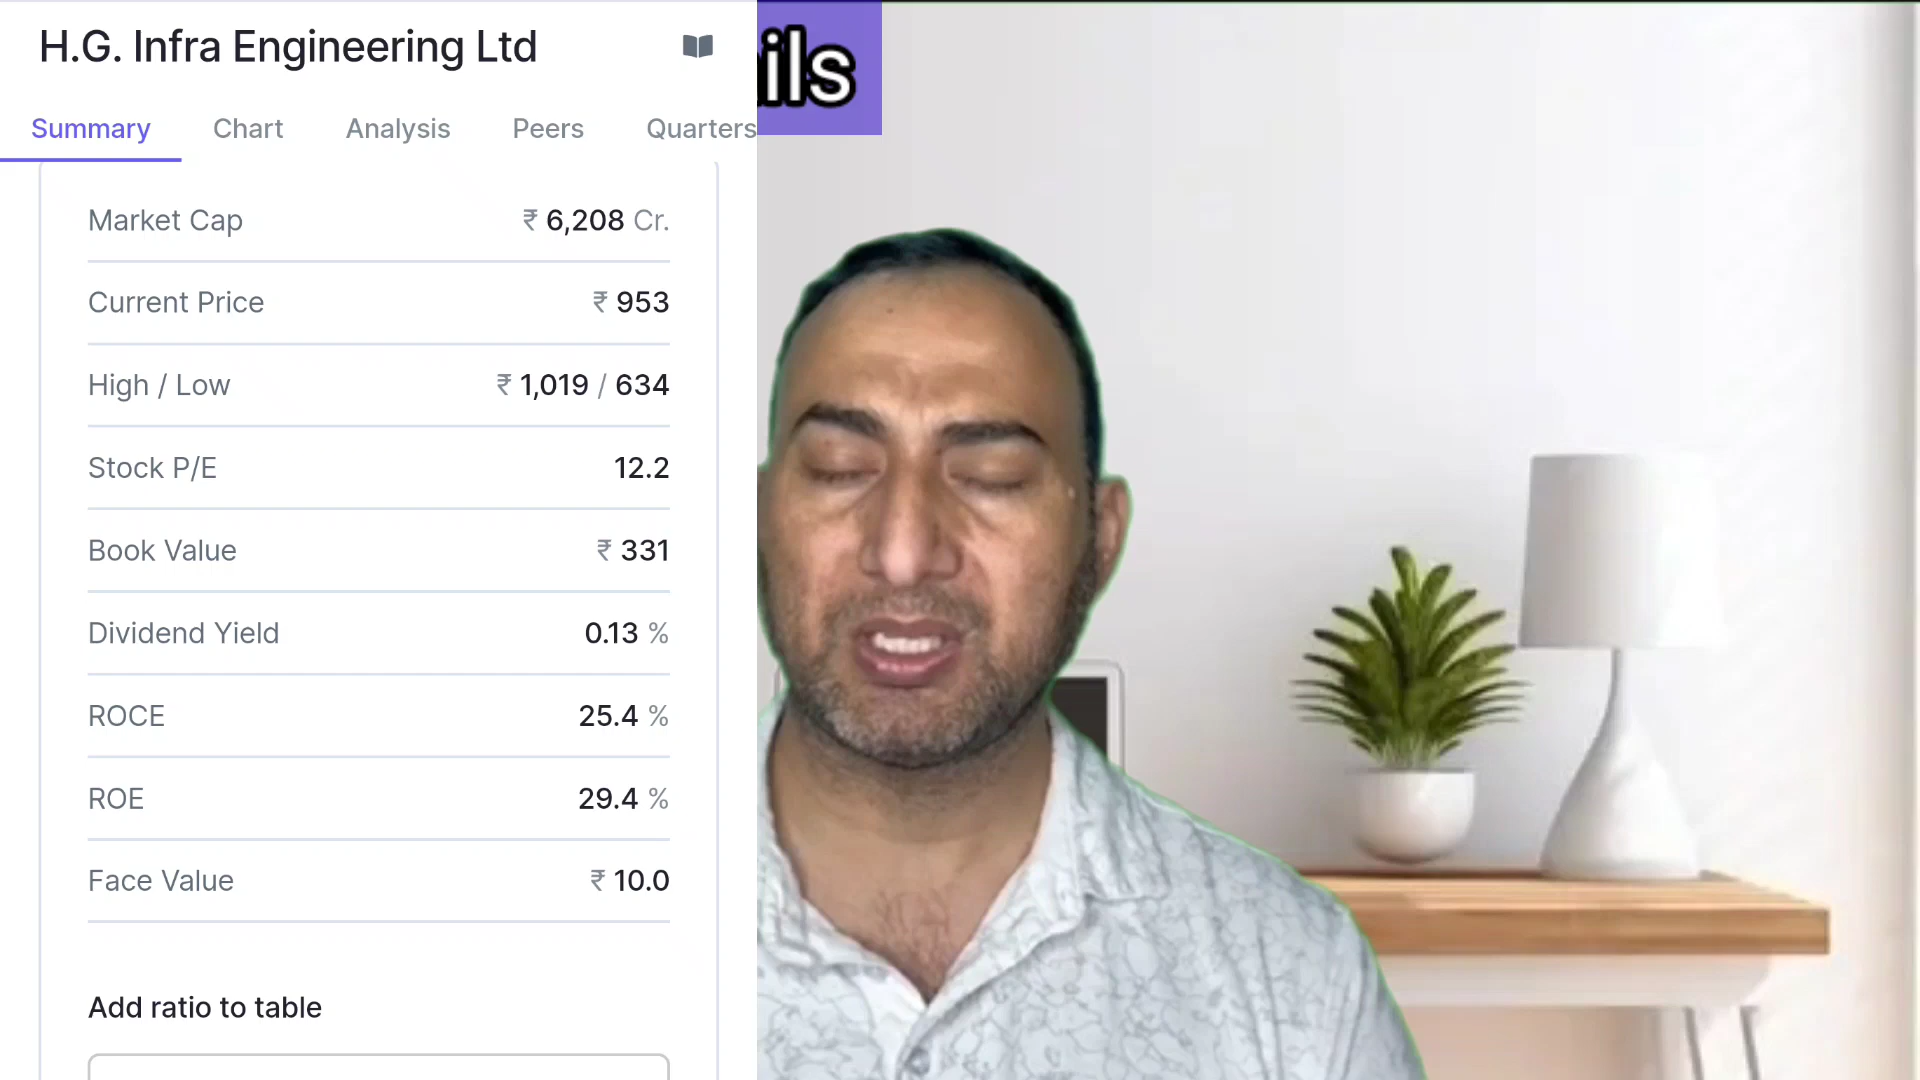 H.G. Infra Engineering Ltd
ils
Summary Chart Analysis Peers Quarters
Market Cap ₹ 6,208 Cr.
Current Price ₹ 953
High / Low ₹ 1,019 / 634
Stock P/E 12.2
Book Value ₹ 331
Dividend Yield 0.13 %
ROCE 25.4 %
ROE 29.4 %
Face Value ₹ 10.0
Add ratio to table